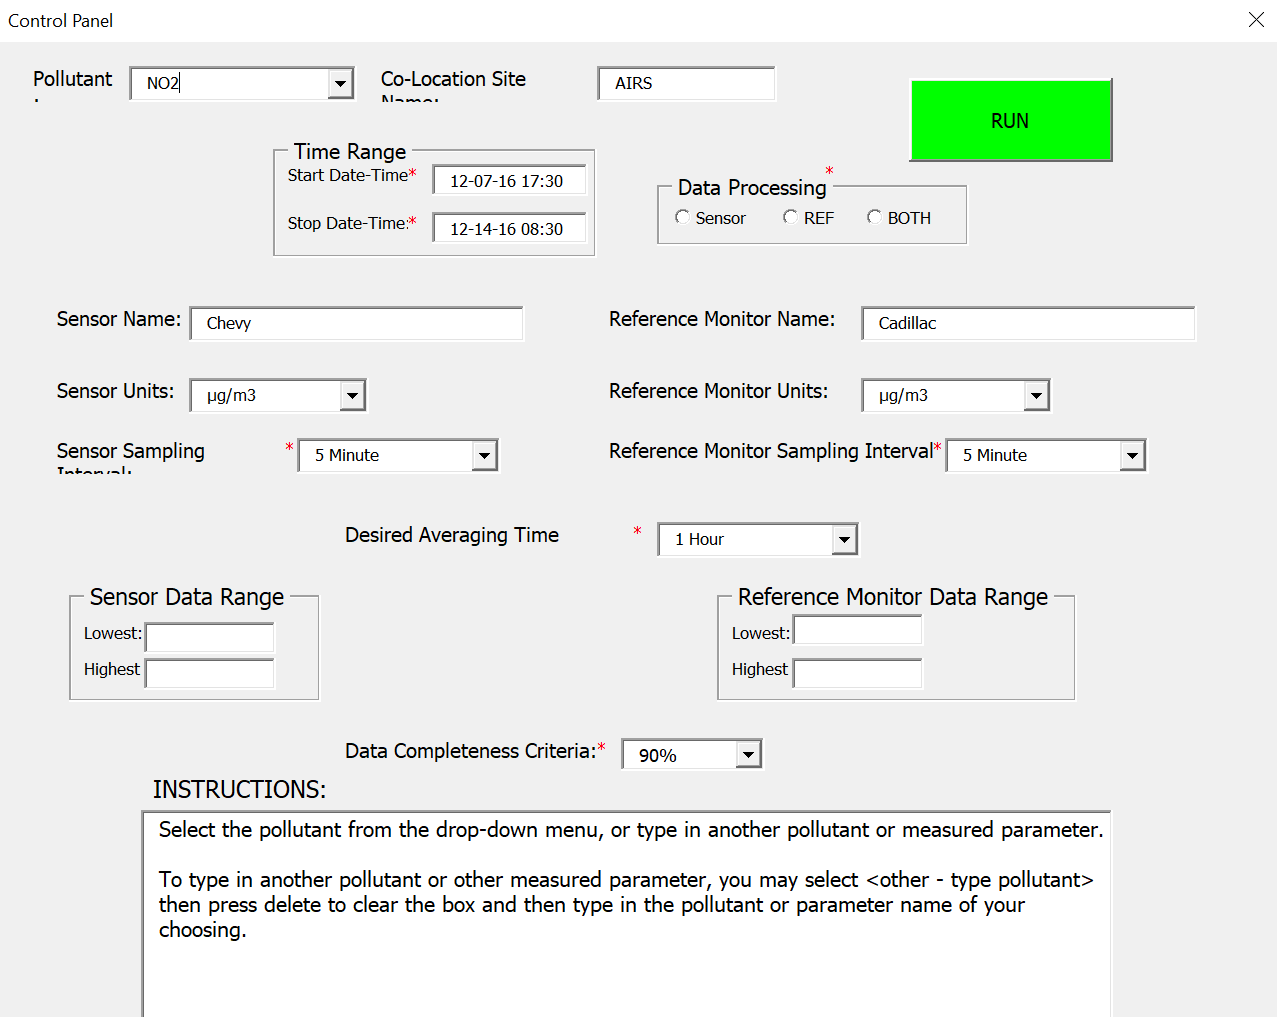 Control Panel
Pollutant
:
NO2
Co-Location Site
Name:
AIRS
RUN
Time Range
Start Date-Time*
12-07-16 17:30
Stop Date-Time:*
12-14-16 08:30
*
Data Processing
Sensor
REF
BOTH
Sensor Name:
Chevy
Reference Monitor Name:
Cadillac
Sensor Units:
µg/m3
Reference Monitor Units:
µg/m3
Sensor Sampling
Interval:
*
5 Minute
Reference Monitor Sampling Interval*
5 Minute
Desired Averaging Time
*
1 Hour
Sensor Data Range
Lowest:
Highest
Reference Monitor Data Range
Lowest:
Highest
Data Completeness Criteria:*
90%
INSTRUCTIONS:
Select the pollutant from the drop-down menu, or type in another pollutant or measured parameter.
To type in another pollutant or other measured parameter, you may select <other - type pollutant>
then press delete to clear the box and then type in the pollutant or parameter name of your
choosing.